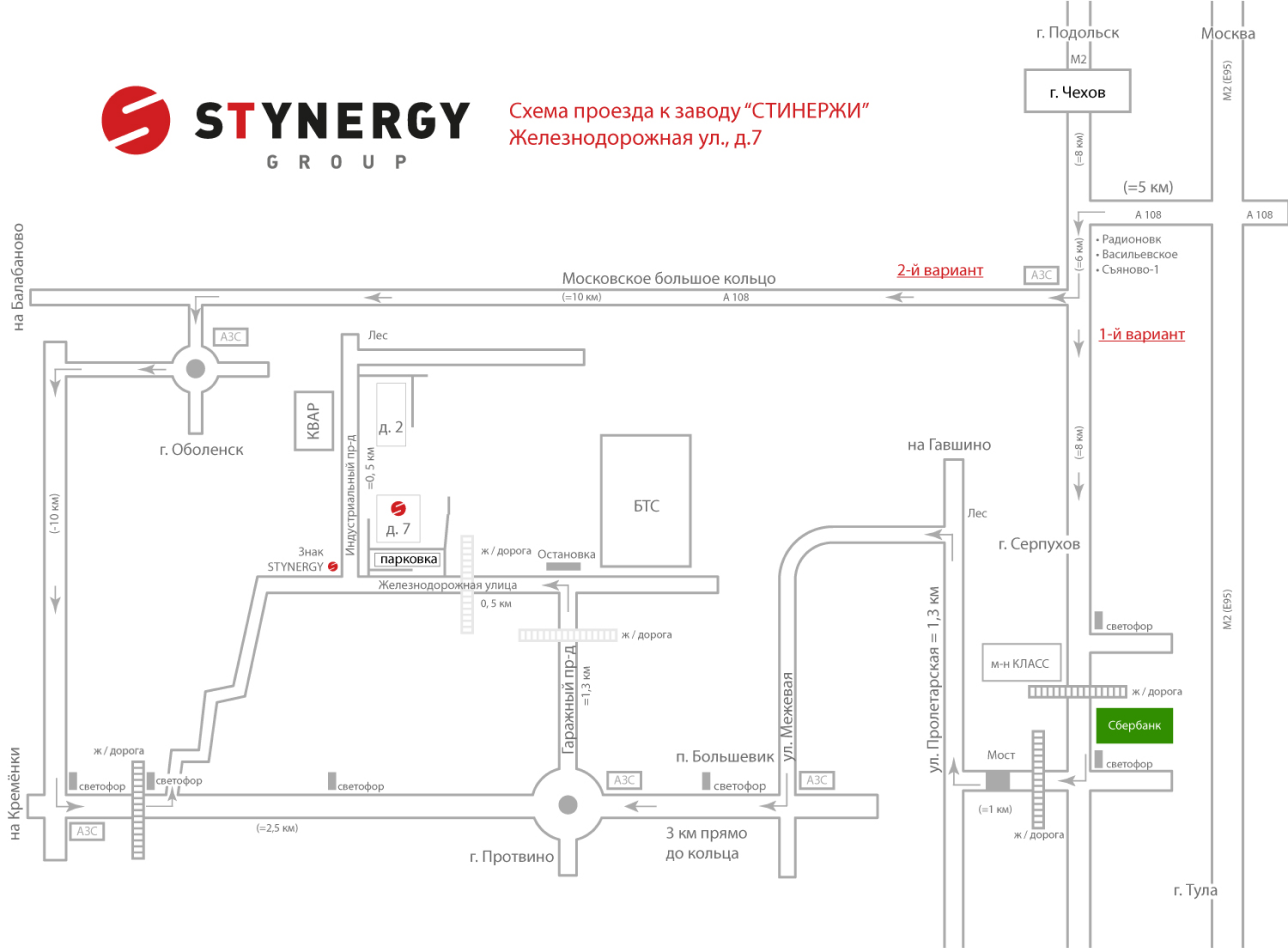 г. Подольск
Москва
М2
г. Чехов
М2 (Е95)
STYNERGY
GROUP
Схема проезда к заводу “СТИНЕРЖИ”
Железнодорожная ул., д.7
(=8 км)
(=5 км)
А 108
А 108
(=6 км)
• Радионовк
• Васильевское
• Съяново-1
на Балабаново
Московское большое кольцо
2-й вариант
АЗС
(=10 км)
А 108
АЗС
Лес
1-й вариант
КВАР
д. 2
г. Оболенск
Индустриальный пр-д
=0, 5 км
(-10 км)
на Гавшино
(=8 км)
БТС
Лес
д. 7
г. Серпухов
Знак
STYNERGY
парковка
ж / дорога
Остановка
Железнодорожная улица
0, 5 км
М2 (Е95)
светофор
ж / дорога
Гаражный пр-д
=1,3 км
ул. Межевая
ул. Пролетарская = 1,3 км
м-н КЛАСС
ж / дорога
Сбербанк
на Кремёнки
ж / дорога
п. Большевик
Мост
светофор
светофор
светофор
светофор
АЗС
светофор
АЗС
(=1 км)
АЗС
(=2,5 км)
3 км прямо
до кольца
ж / дорога
г. Протвино
г. Тула